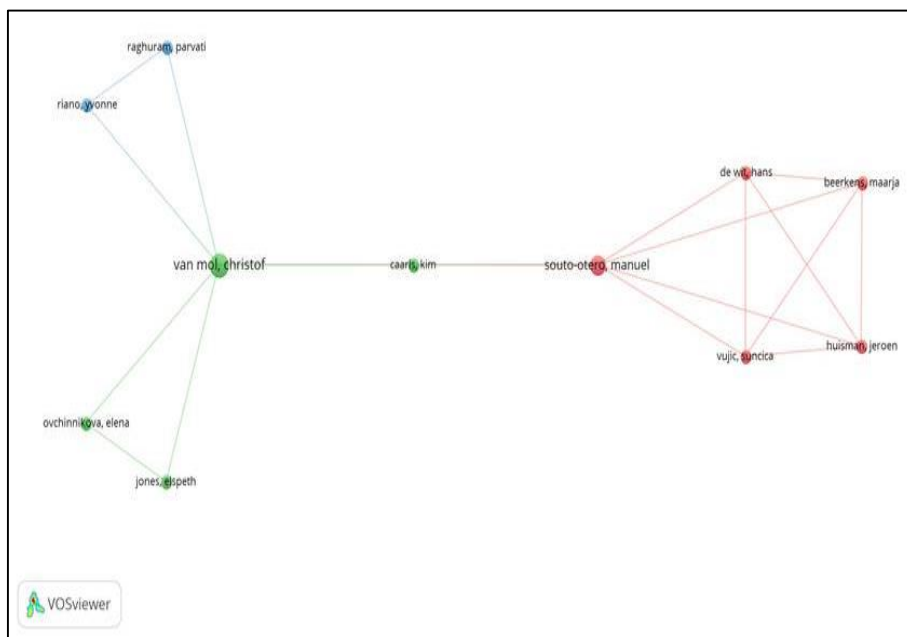 raghuram, parvati
riano, yvonne
de wit, hans
beerkens, maarja
van mol, christof
caarls, kim
souto-otero, manuel
huisman, jeroen
vujic, suncica
ovchinnikova, elena
jones, elspeth
VOSviewer